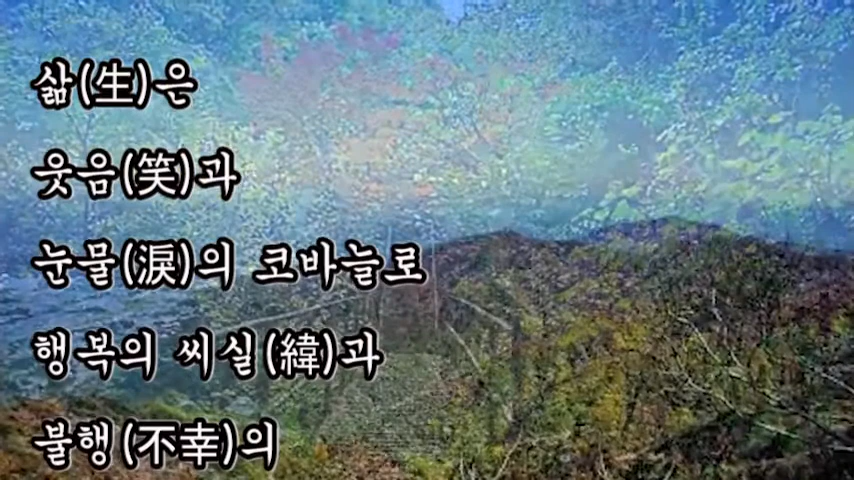 삶(生)은
웃음(笑)과
눈물(淚)의 코바늘로
행복의 씨실(緯)과
불행(不幸)의